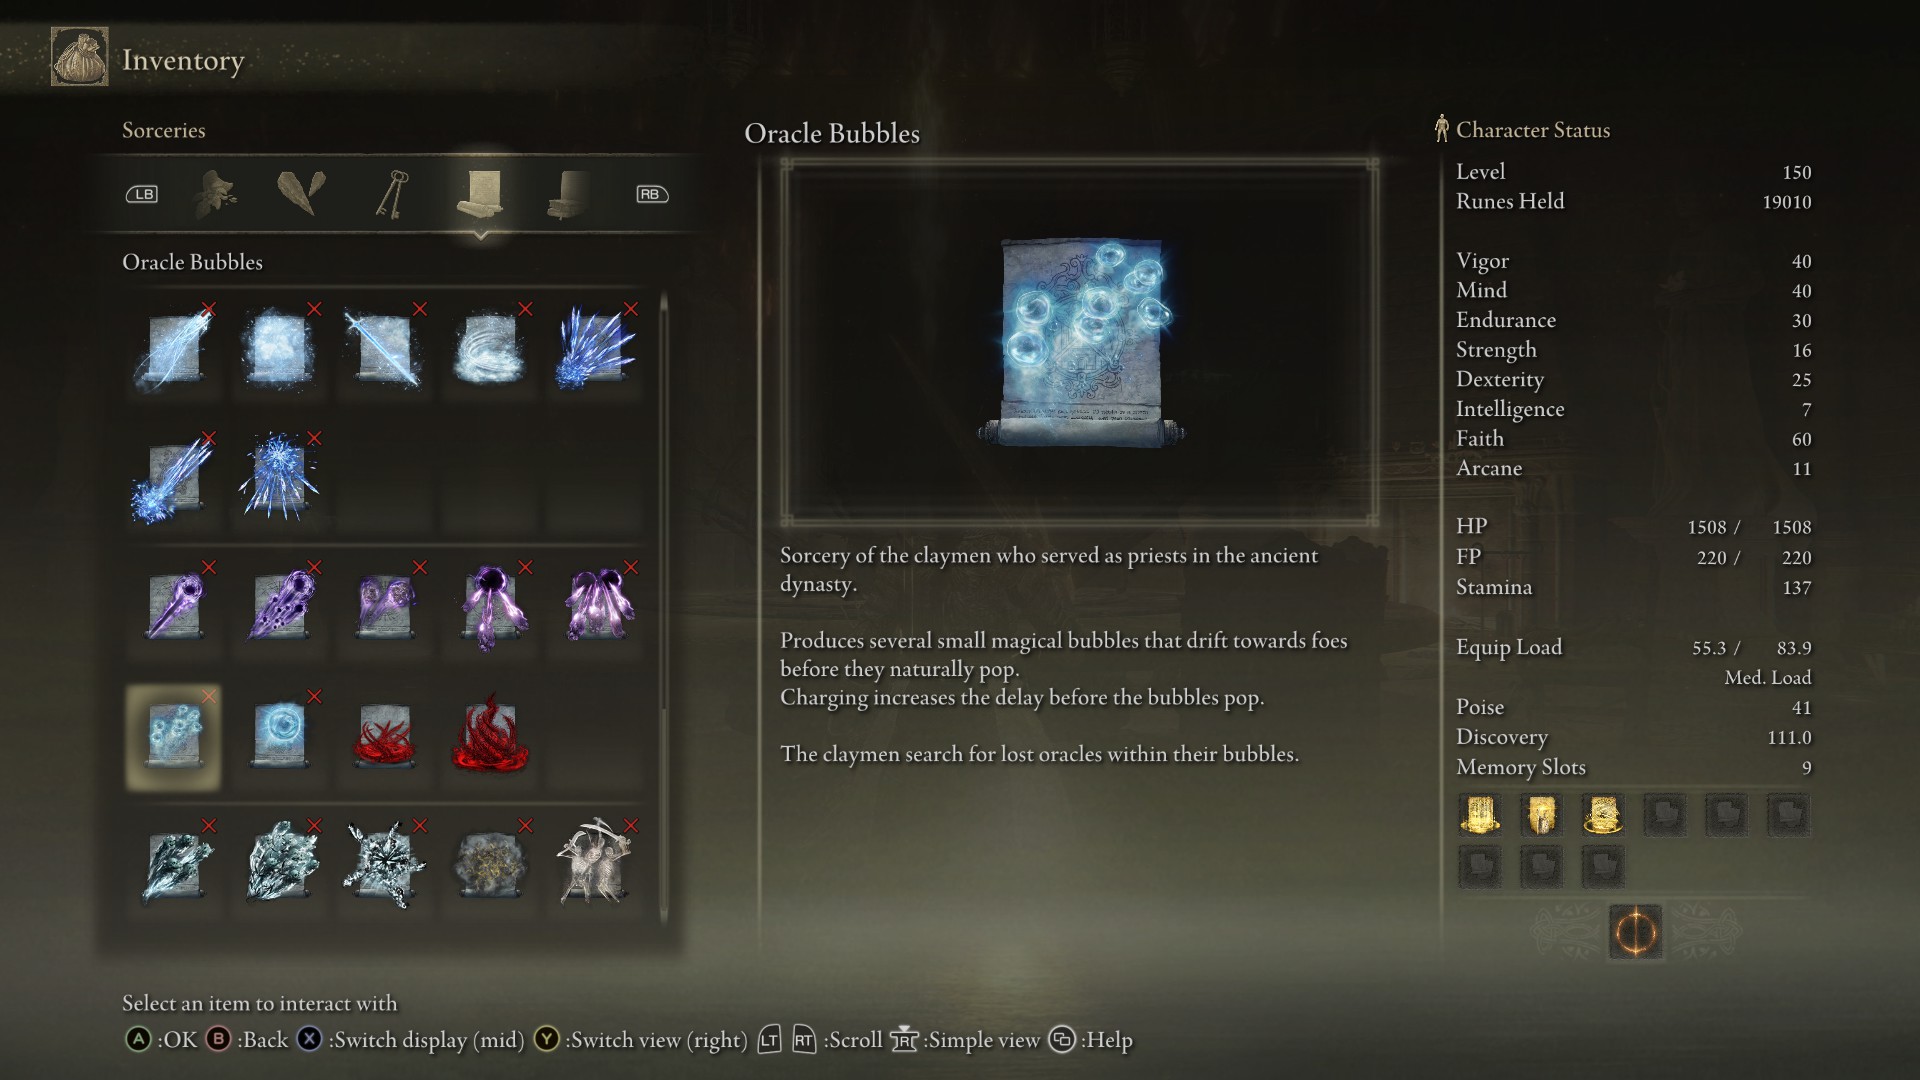 Inventory
Sorceries
LB
RB
Oracle Bubbles
Oracle Bubbles
Sorcery of the claymen who served as priests in the ancient
dynasty.
Produces several small magical bubbles that drift towards foes
before they naturally pop.
Charging increases the delay before the bubbles pop.
The claymen search for lost oracles within their bubbles.
Character Status
Level 150
Runes Held 19010
Vigor 40
Mind 40
Endurance 30
Strength 16
Dexterity 25
Intelligence 7
Faith 60
Arcane 11
HP 1508 / 1508
FP 220 / 220
Stamina 137
Equip Load 55.3 / 83.9
Med. Load
Poise 41
Discovery 111.0
Memory Slots 9
Select an item to interact with
A :OK B :Back X :Switch display (mid) Y :Switch view (right) LT RT :Scroll R :Simple view :Help